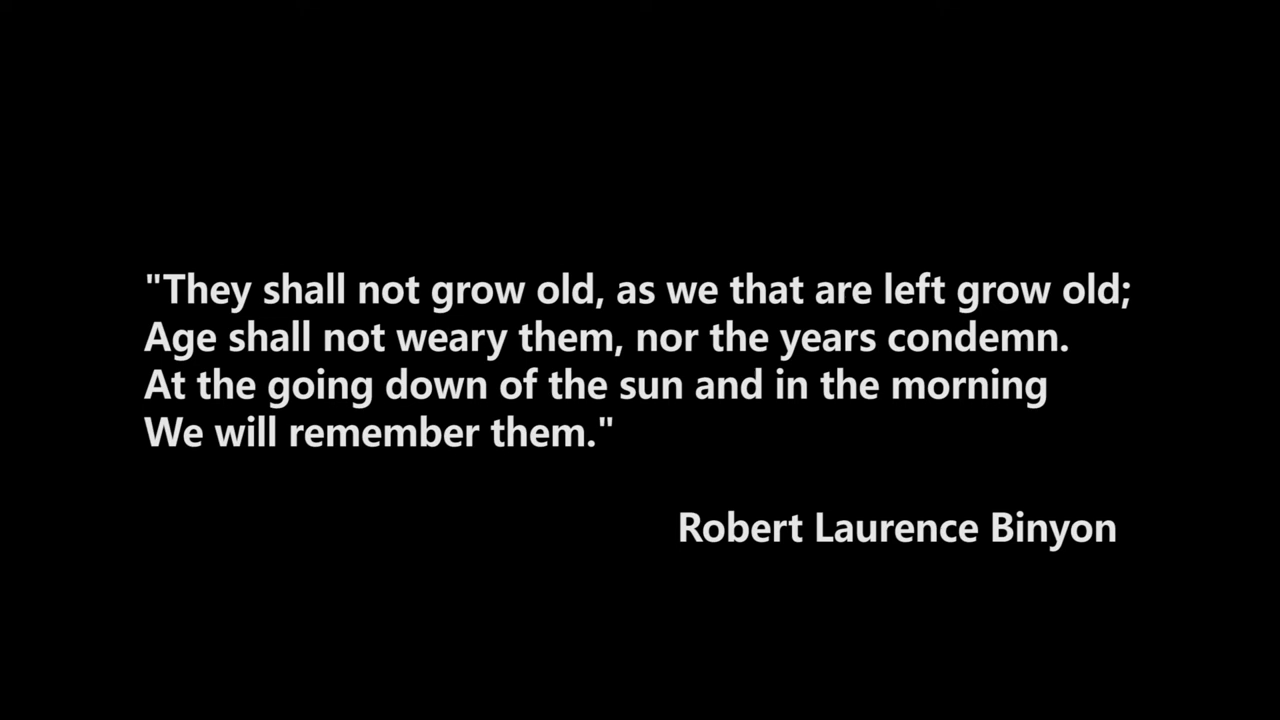 "They shall not grow old, as we that are left grow old;
Age shall not weary them, nor the years condemn.
At the going down of the sun and in the morning
We will remember them."
Robert Laurence Binyon